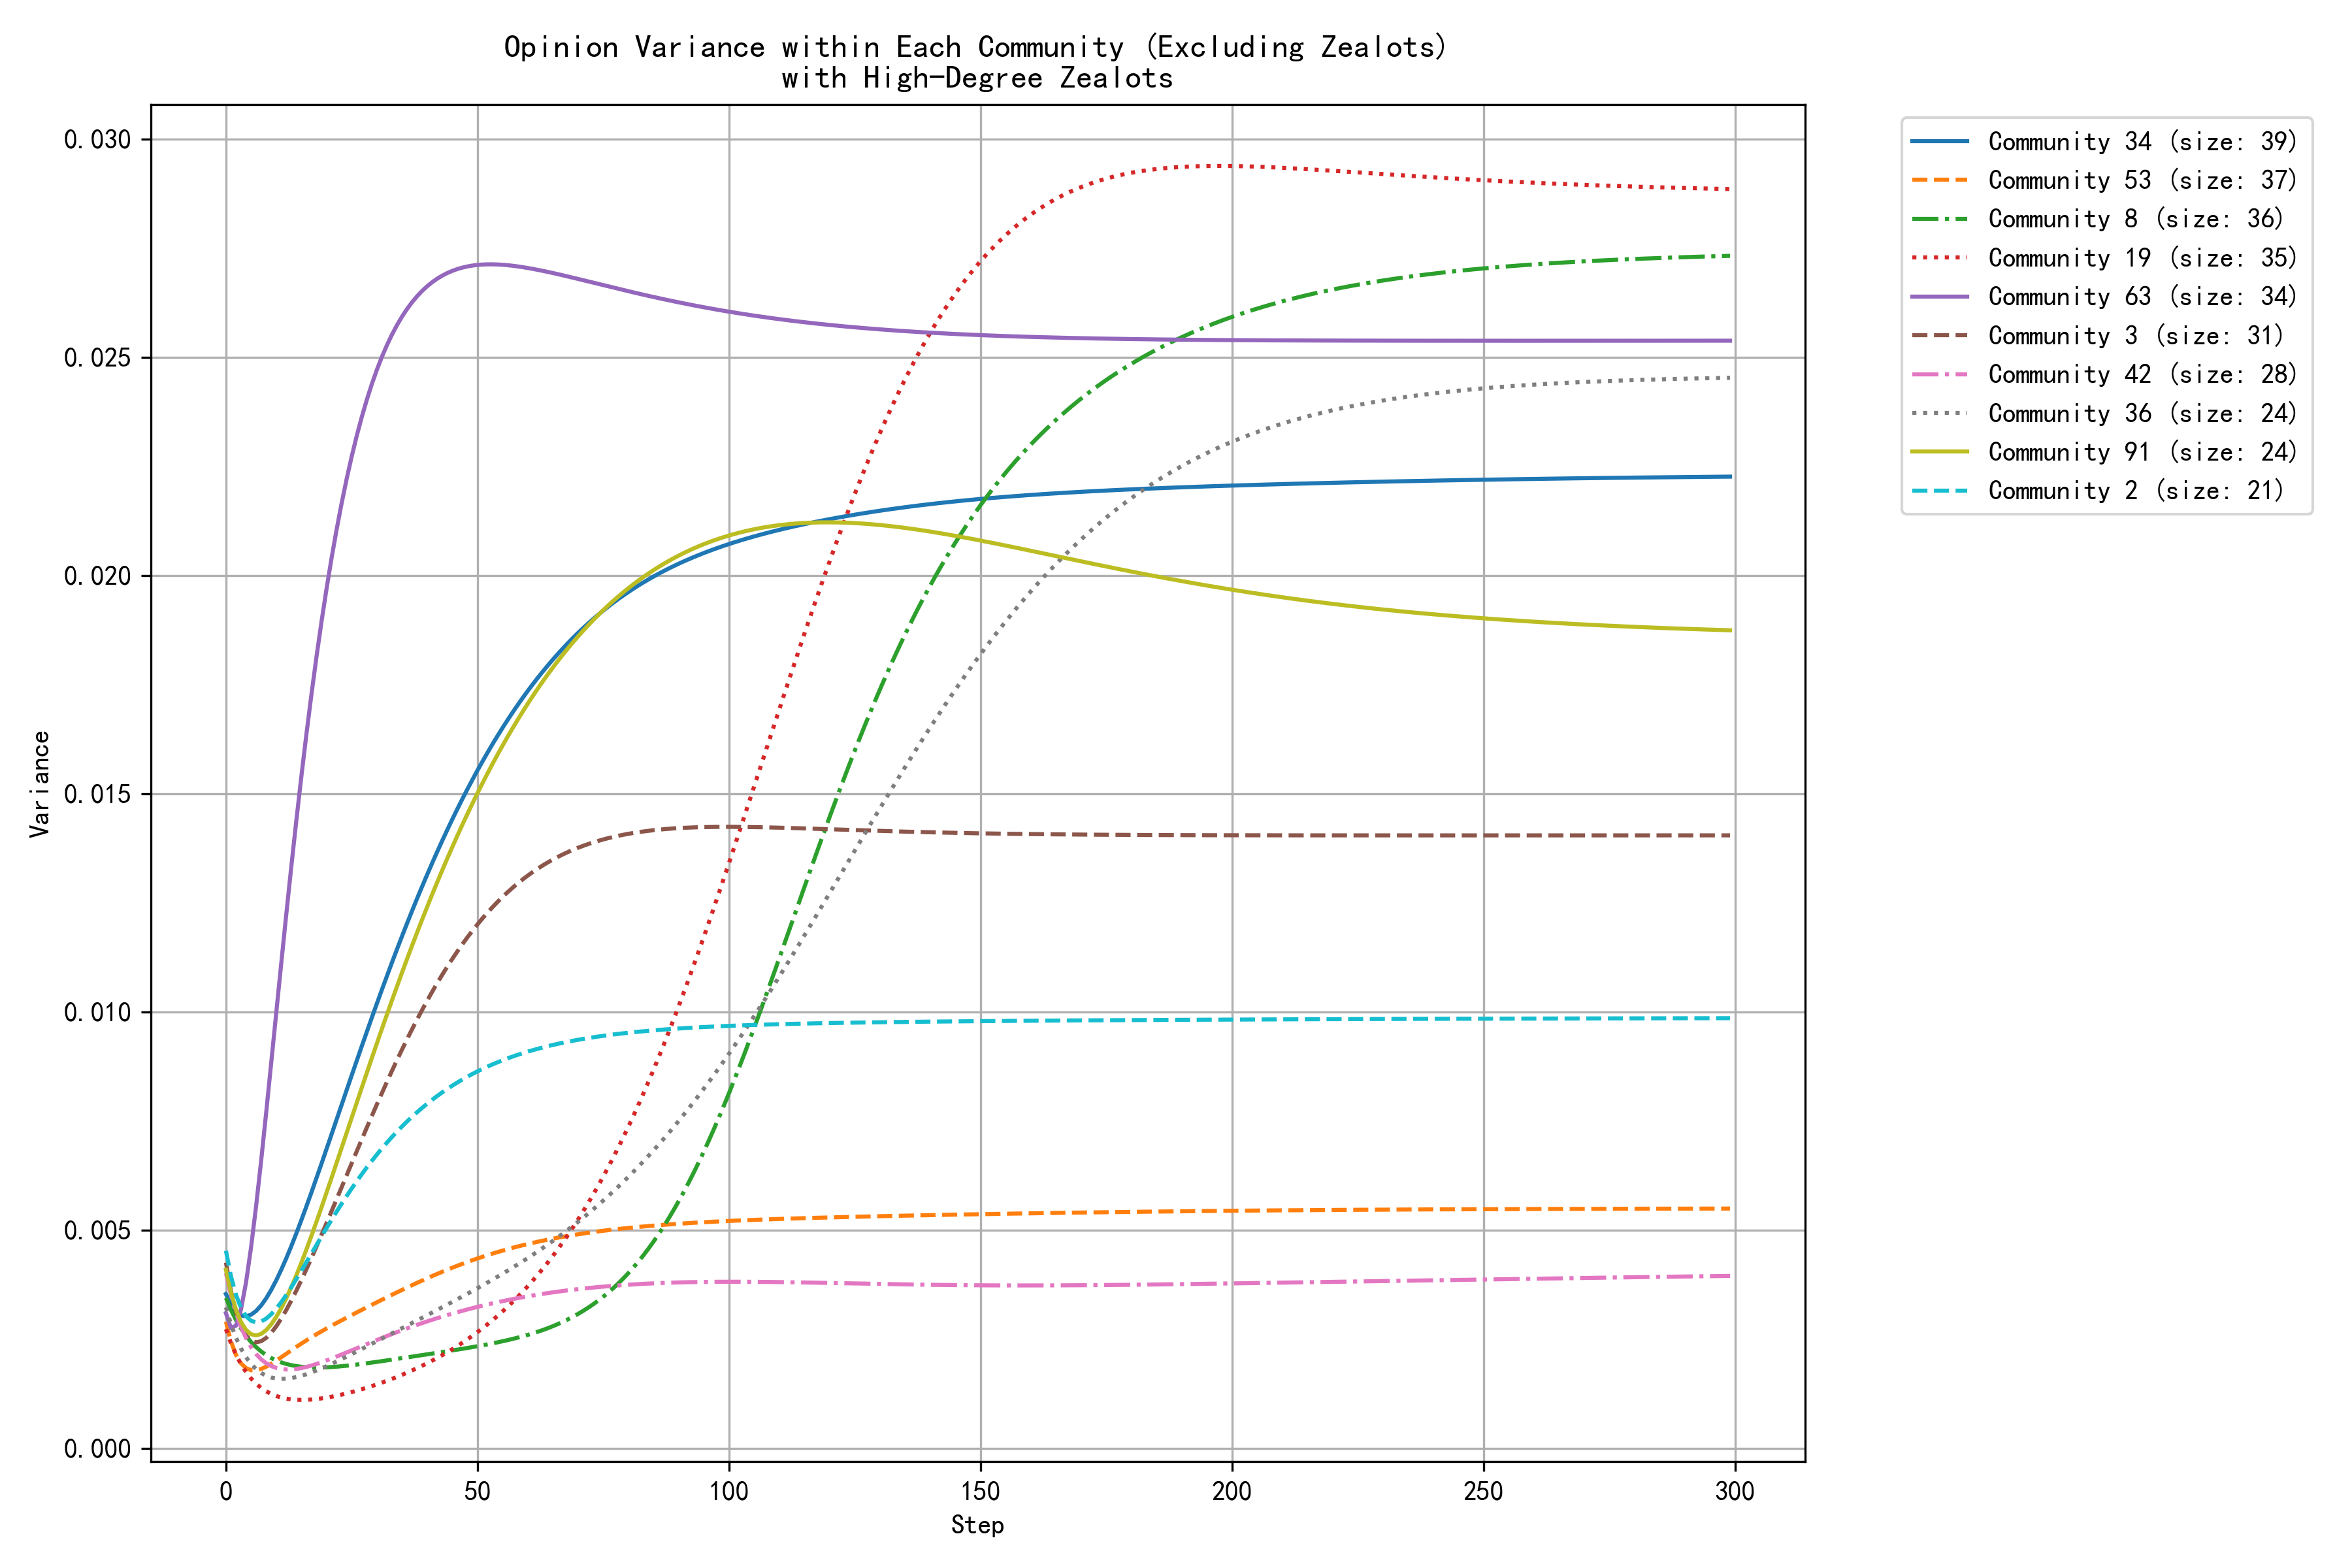 Opinion Variance within Each Community (Excluding Zealots)
with High-Degree Zealots
Variance
0.030
0.025
0.020
0.015
0.010
0.005
0.000
0 50 100 150 200 250 300
Step
Community 34 (size: 39)
Community 53 (size: 37)
Community 8 (size: 36)
Community 19 (size: 35)
Community 63 (size: 34)
Community 3 (size: 31)
Community 42 (size: 28)
Community 36 (size: 24)
Community 91 (size: 24)
Community 2 (size: 21)